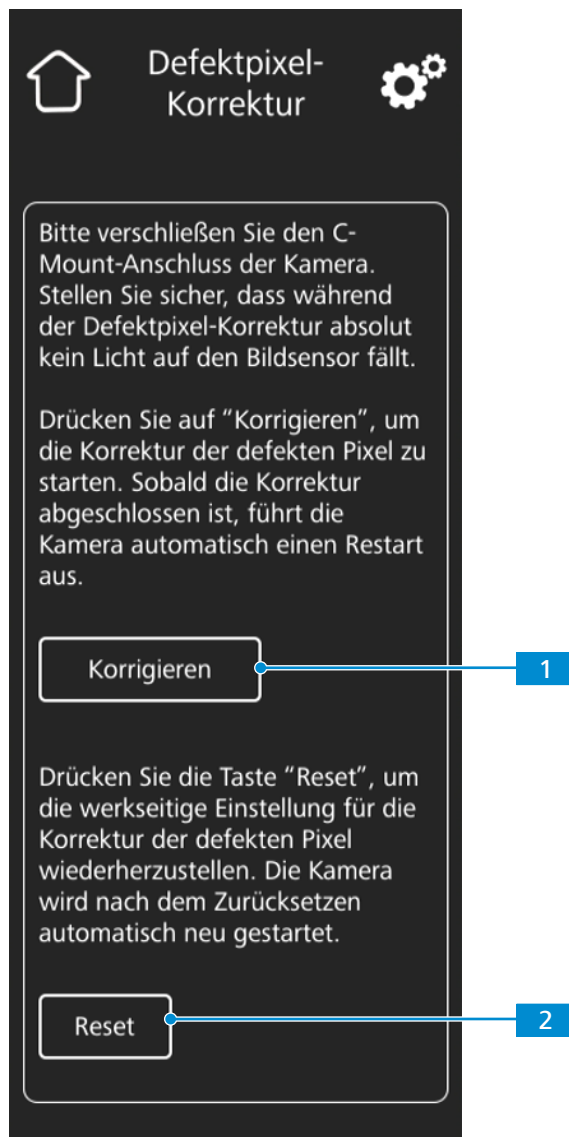 Defektpixel-
Korrektur
Bitte verschließen Sie den C-
Mount-Anschluss der Kamera.
Stellen Sie sicher, dass während
der Defektpixel-Korrektur absolut
kein Licht auf den Bildsensor fällt.
Drücken Sie auf “Korrigieren”, um
die Korrektur der defekten Pixel zu
starten. Sobald die Korrektur
abgeschlossen ist, führt die
Kamera automatisch einen Restart
aus.
Korrigieren
1
Drücken Sie die Taste “Reset”, um
die werkseitige Einstellung für die
Korrektur der defekten Pixel
wiederherzustellen. Die Kamera
wird nach dem Zurücksetzen
automatisch neu gestartet.
Reset
2